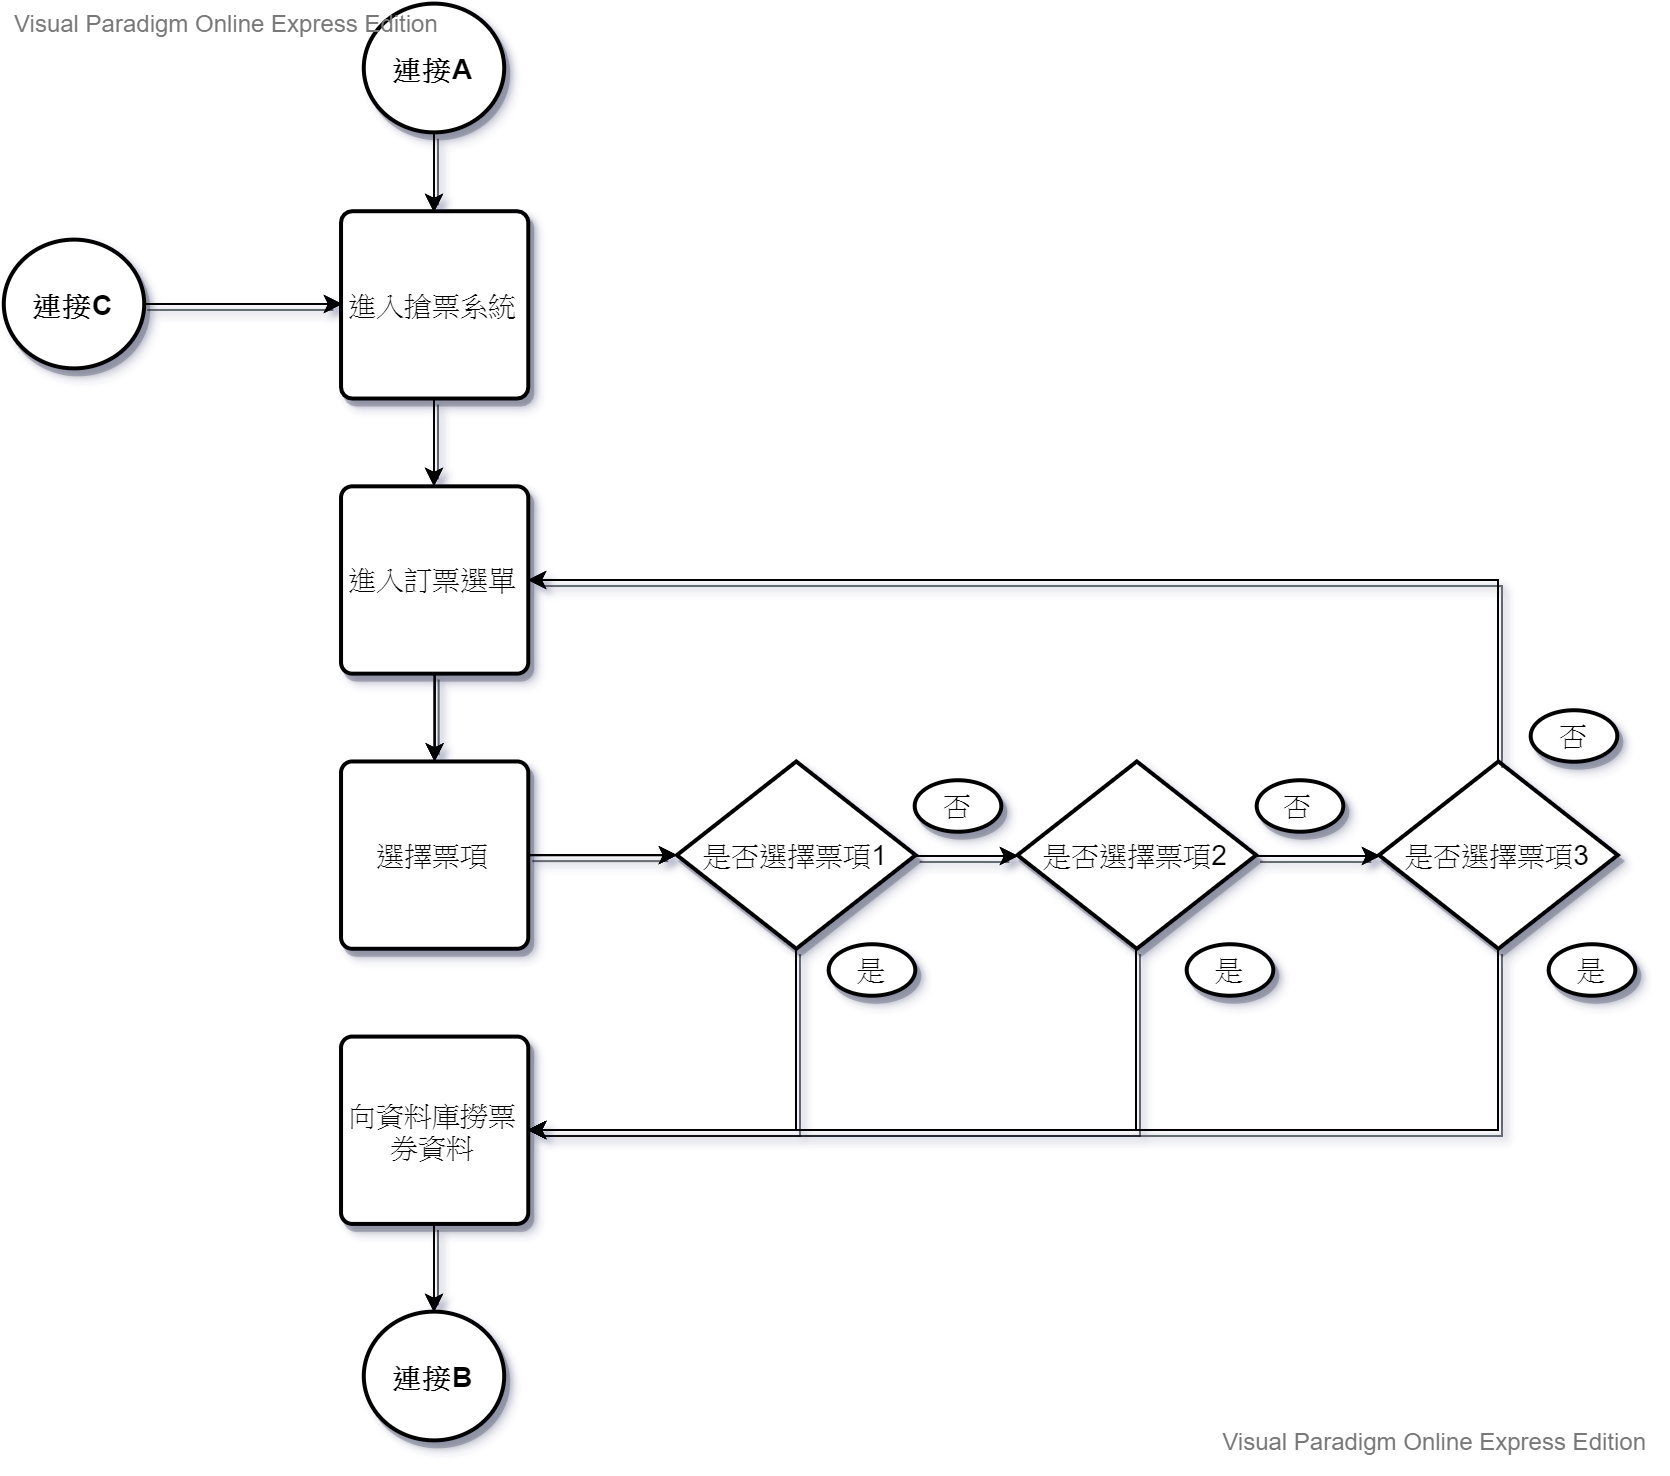 Visual Paradigm Online Express Edition
連接A
連接C
進入搶票系統
進入訂票選單
否
否
否
選擇票項
是否選擇票項1
是否選擇票項2
是否選擇票項3
是
是
是
向資料庫撈票
券資料
連接B
Visual Paradigm Online Express Edition